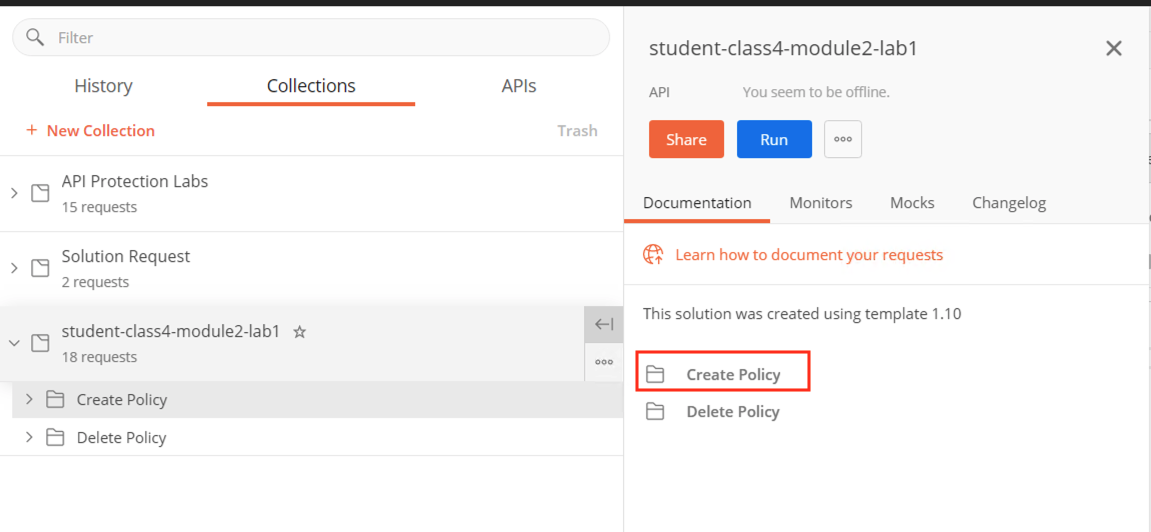 Filter
History
Collections
APIs
+ New Collection
Trash
API Protection Labs
15 requests
Solution Request
2 requests
student-class4-module2-lab1
18 requests
Create Policy
Delete Policy
student-class4-module2-lab1
API
You seem to be offline.
Share
Run
Documentation
Monitors
Mocks
Changelog
Learn how to document your requests
This solution was created using template 1.10
Create Policy
Delete Policy